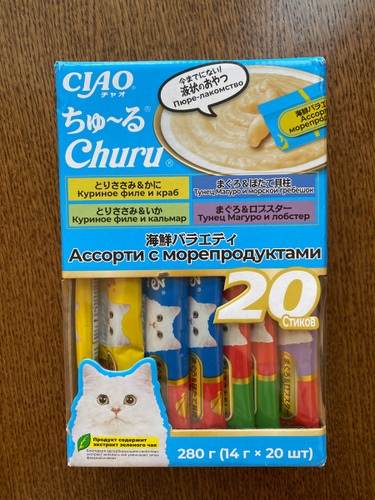 CIAO
チャオ
今までにない!
液状のおやつ
Пюре-лакомство
ちゅ〜る®
Churu®
海鮮バラエティ
Ассорти с
морепродукт
とりささみ&かに
Куриное филе и краб
まぐろ&ほたて貝柱
Тунец Магуро и морской гребешок
とりささみ&いか
Куриное филе и кальмар
まぐろ&ロブスター
Тунец Магуро и лобстер
海鮮バラエティ
Ассорти с морепродуктами
20
Стиков
Продукт содержит
экстракт зеленого чая
280 г (14 г × 20 шт)